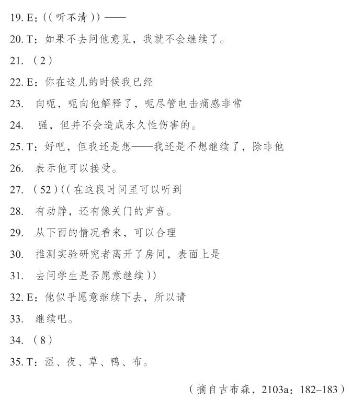 19. E：((听不清)) ——
20. T：如果不去问他意见，我就不会继续了。
21. (2)
22. E：你在这儿的时候我已经
23. 向呃，呃向他解释了，呃尽管电击痛感非常
24. 强，但并不会造成永久性伤害的。
25. T：好吧，但我还是想——我还是不想继续了，除非他
26. 表示他可以接受。
27. (52)((在这段时间里可以听到
28. 有动静，还有像关门的声音。
29. 从下面的情况看来，可以合理
30. 推测实验研究者离开了房间，表面上是
31. 去问学生是否愿意继续))
32. E：他似乎愿意继续下去，所以请
33. 继续吧。
34. (8)
35. T：湿、夜、草、鸭、布。
（摘自吉布森，2103a：182–183）